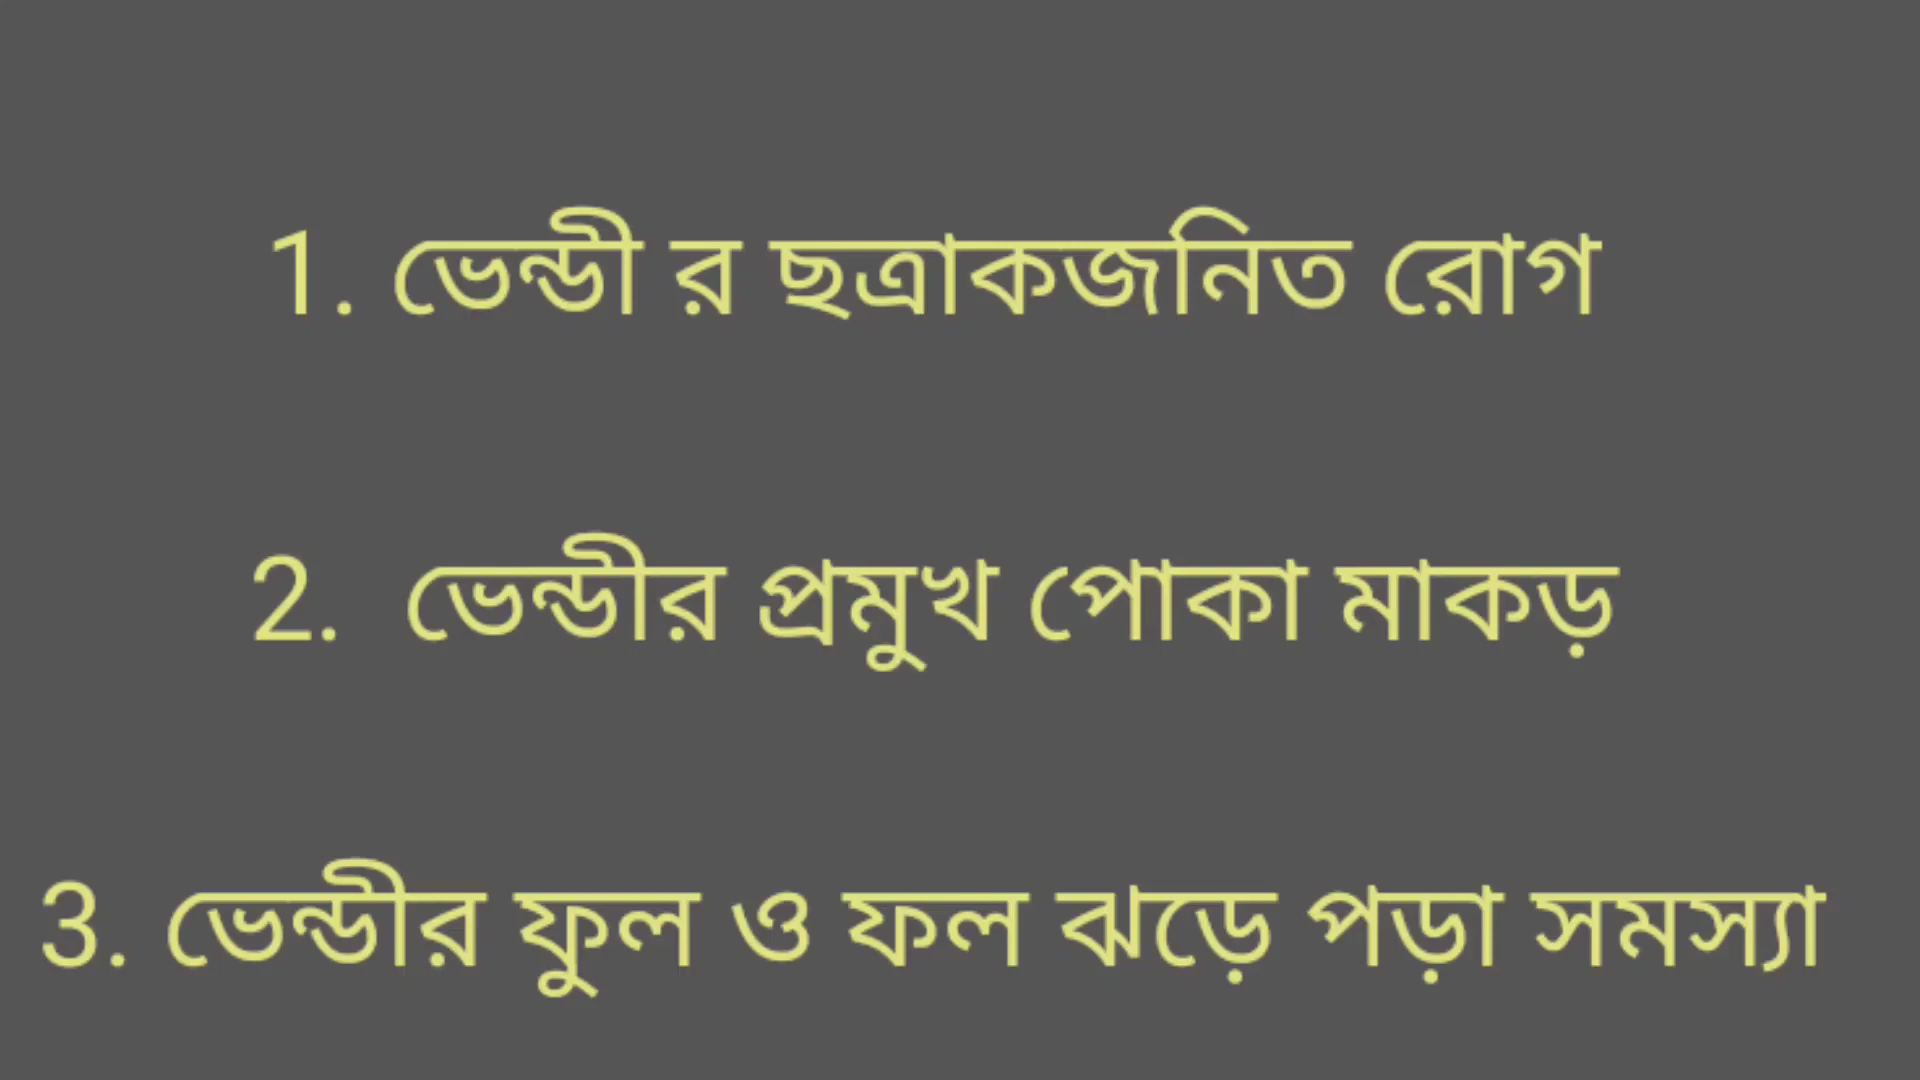 1. ভেন্ডী র ছত্রাকজনিত রোগ
2. ভেন্ডীর প্রমুখ পোকা মাকড়
3. ভেন্ডীর ফুল ও ফল ঝড়ে পড়া সমস্যা